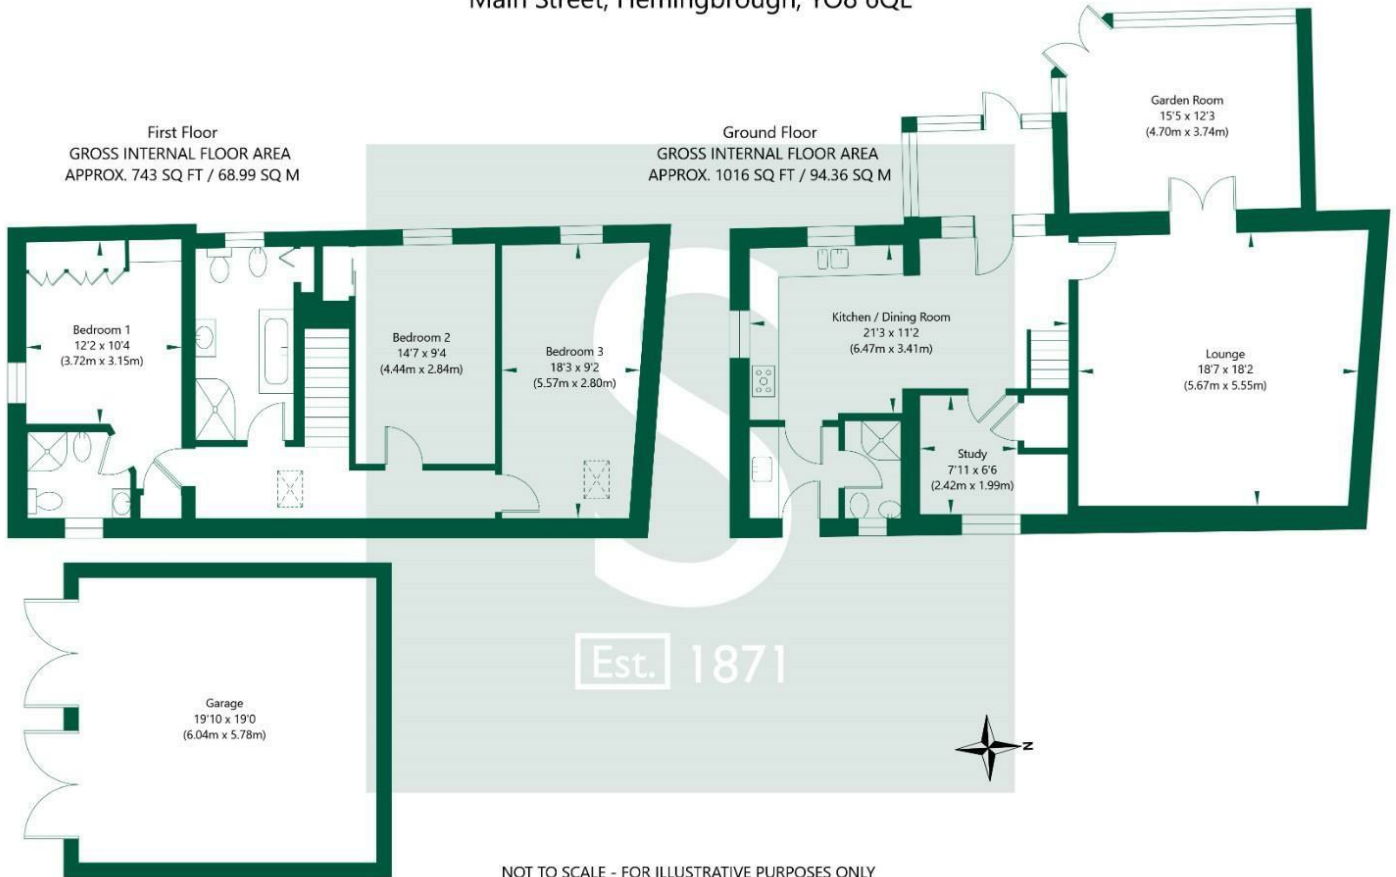 Main Street, Hemingbrough, YO8 6QE
First Floor
GROSS INTERNAL FLOOR AREA
APPROX. 743 SQ FT / 68.99 SQ M
Ground Floor
GROSS INTERNAL FLOOR AREA
APPROX. 1016 SQ FT / 94.36 SQ M
Garden Room
15'5 x 12'3
(4.70m x 3.74m)
Bedroom 1
12'2 x 10'4
(3.72m x 3.15m)
Bedroom 2
14'7 x 9'4
(4.44m x 2.84m)
Bedroom 3
18'3 x 9'2
(5.57m x 2.80m)
Kitchen / Dining Room
21'3 x 11'2
(6.47m x 3.41m)
Lounge
18'7 x 18'2
(5.67m x 5.55m)
Study
7'11 x 6'6
(2.42m x 1.99m)
S
Est. 1871
Garage
19'10 x 19'0
(6.04m x 5.78m)
N
NOT TO SCALE - FOR ILLUSTRATIVE PURPOSES ONLY